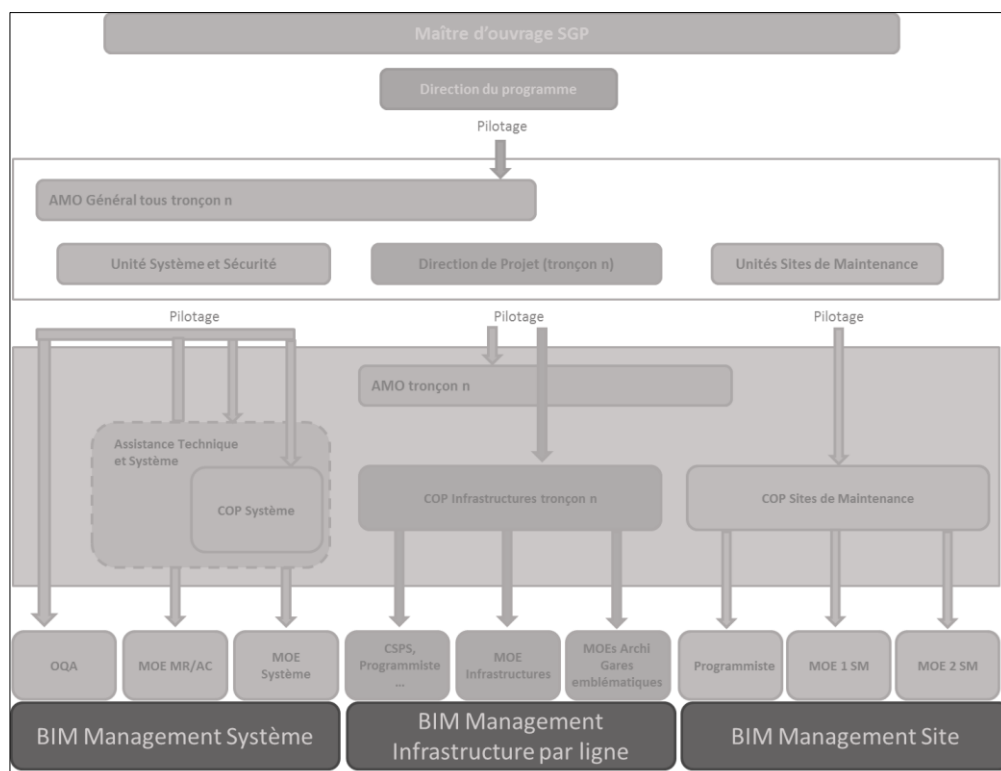 Maître d'ouvrage SGP
Direction du programme
Pilotage
AMO Général tous tronçon n
Unité Système et Sécurité
Direction de Projet (tronçon n)
Unités Sites de Maintenance
Pilotage
Pilotage
Pilotage
AMO tronçon n
Assistance Technique
et Système
COP Système
COP Infrastructures tronçon n
COP Sites de Maintenance
OQA
MOE MR/AC
MOE
Système
CSPS,
Programmiste
...
MOE
Infrastructures
MOEs Archi
Gares
emblématiques
Programmiste
MOE 1 SM
MOE 2 SM
BIM Management Système
BIM Management
Infrastructure par ligne
BIM Management Site